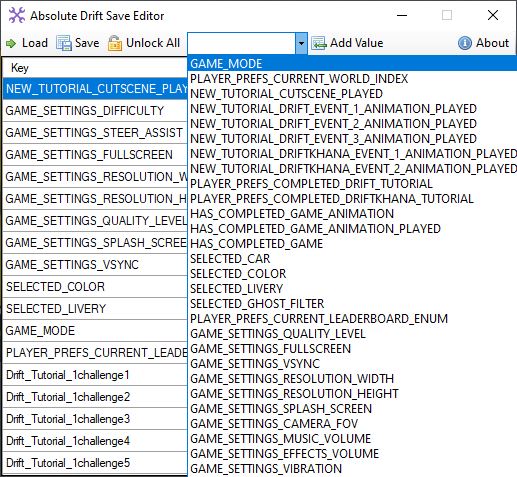 Absolute Drift Save Editor
Load Save Unlock All Add Value About
Key
NEW_TUTORIAL_CUTSCENE_PLAY
GAME_SETTINGS_DIFFICULTY
GAME_SETTINGS_STEER_ASSIST
GAME_SETTINGS_FULLSCREEN
GAME_SETTINGS_RESOLUTION_W
GAME_SETTINGS_RESOLUTION_H
GAME_SETTINGS_QUALITY_LEVEL
GAME_SETTINGS_SPLASH_SCREE
GAME_SETTINGS_VSYNC
SELECTED_COLOR
SELECTED_LIVERY
GAME_MODE
PLAYER_PREFS_CURRENT_LEADE
Drift_Tutorial_1challenge1
Drift_Tutorial_1challenge2
Drift_Tutorial_1challenge3
Drift_Tutorial_1challenge4
Drift_Tutorial_1challenge5
GAME_MODE
PLAYER_PREFS_CURRENT_WORLD_INDEX
NEW_TUTORIAL_CUTSCENE_PLAYED
NEW_TUTORIAL_DRIFT_EVENT_1_ANIMATION_PLAYED
NEW_TUTORIAL_DRIFT_EVENT_2_ANIMATION_PLAYED
NEW_TUTORIAL_DRIFT_EVENT_3_ANIMATION_PLAYED
NEW_TUTORIAL_DRIFTKHANA_EVENT_1_ANIMATION_PLAYED
NEW_TUTORIAL_DRIFTKHANA_EVENT_2_ANIMATION_PLAYED
PLAYER_PREFS_COMPLETED_DRIFT_TUTORIAL
PLAYER_PREFS_COMPLETED_DRIFTKHANA_TUTORIAL
HAS_COMPLETED_GAME_ANIMATION
HAS_COMPLETED_GAME_ANIMATION_PLAYED
HAS_COMPLETED_GAME
SELECTED_CAR
SELECTED_COLOR
SELECTED_LIVERY
SELECTED_GHOST_FILTER
PLAYER_PREFS_CURRENT_LEADERBOARD_ENUM
GAME_SETTINGS_QUALITY_LEVEL
GAME_SETTINGS_FULLSCREEN
GAME_SETTINGS_VSYNC
GAME_SETTINGS_RESOLUTION_WIDTH
GAME_SETTINGS_RESOLUTION_HEIGHT
GAME_SETTINGS_SPLASH_SCREEN
GAME_SETTINGS_CAMERA_FOV
GAME_SETTINGS_MUSIC_VOLUME
GAME_SETTINGS_EFFECTS_VOLUME
GAME_SETTINGS_VIBRATION